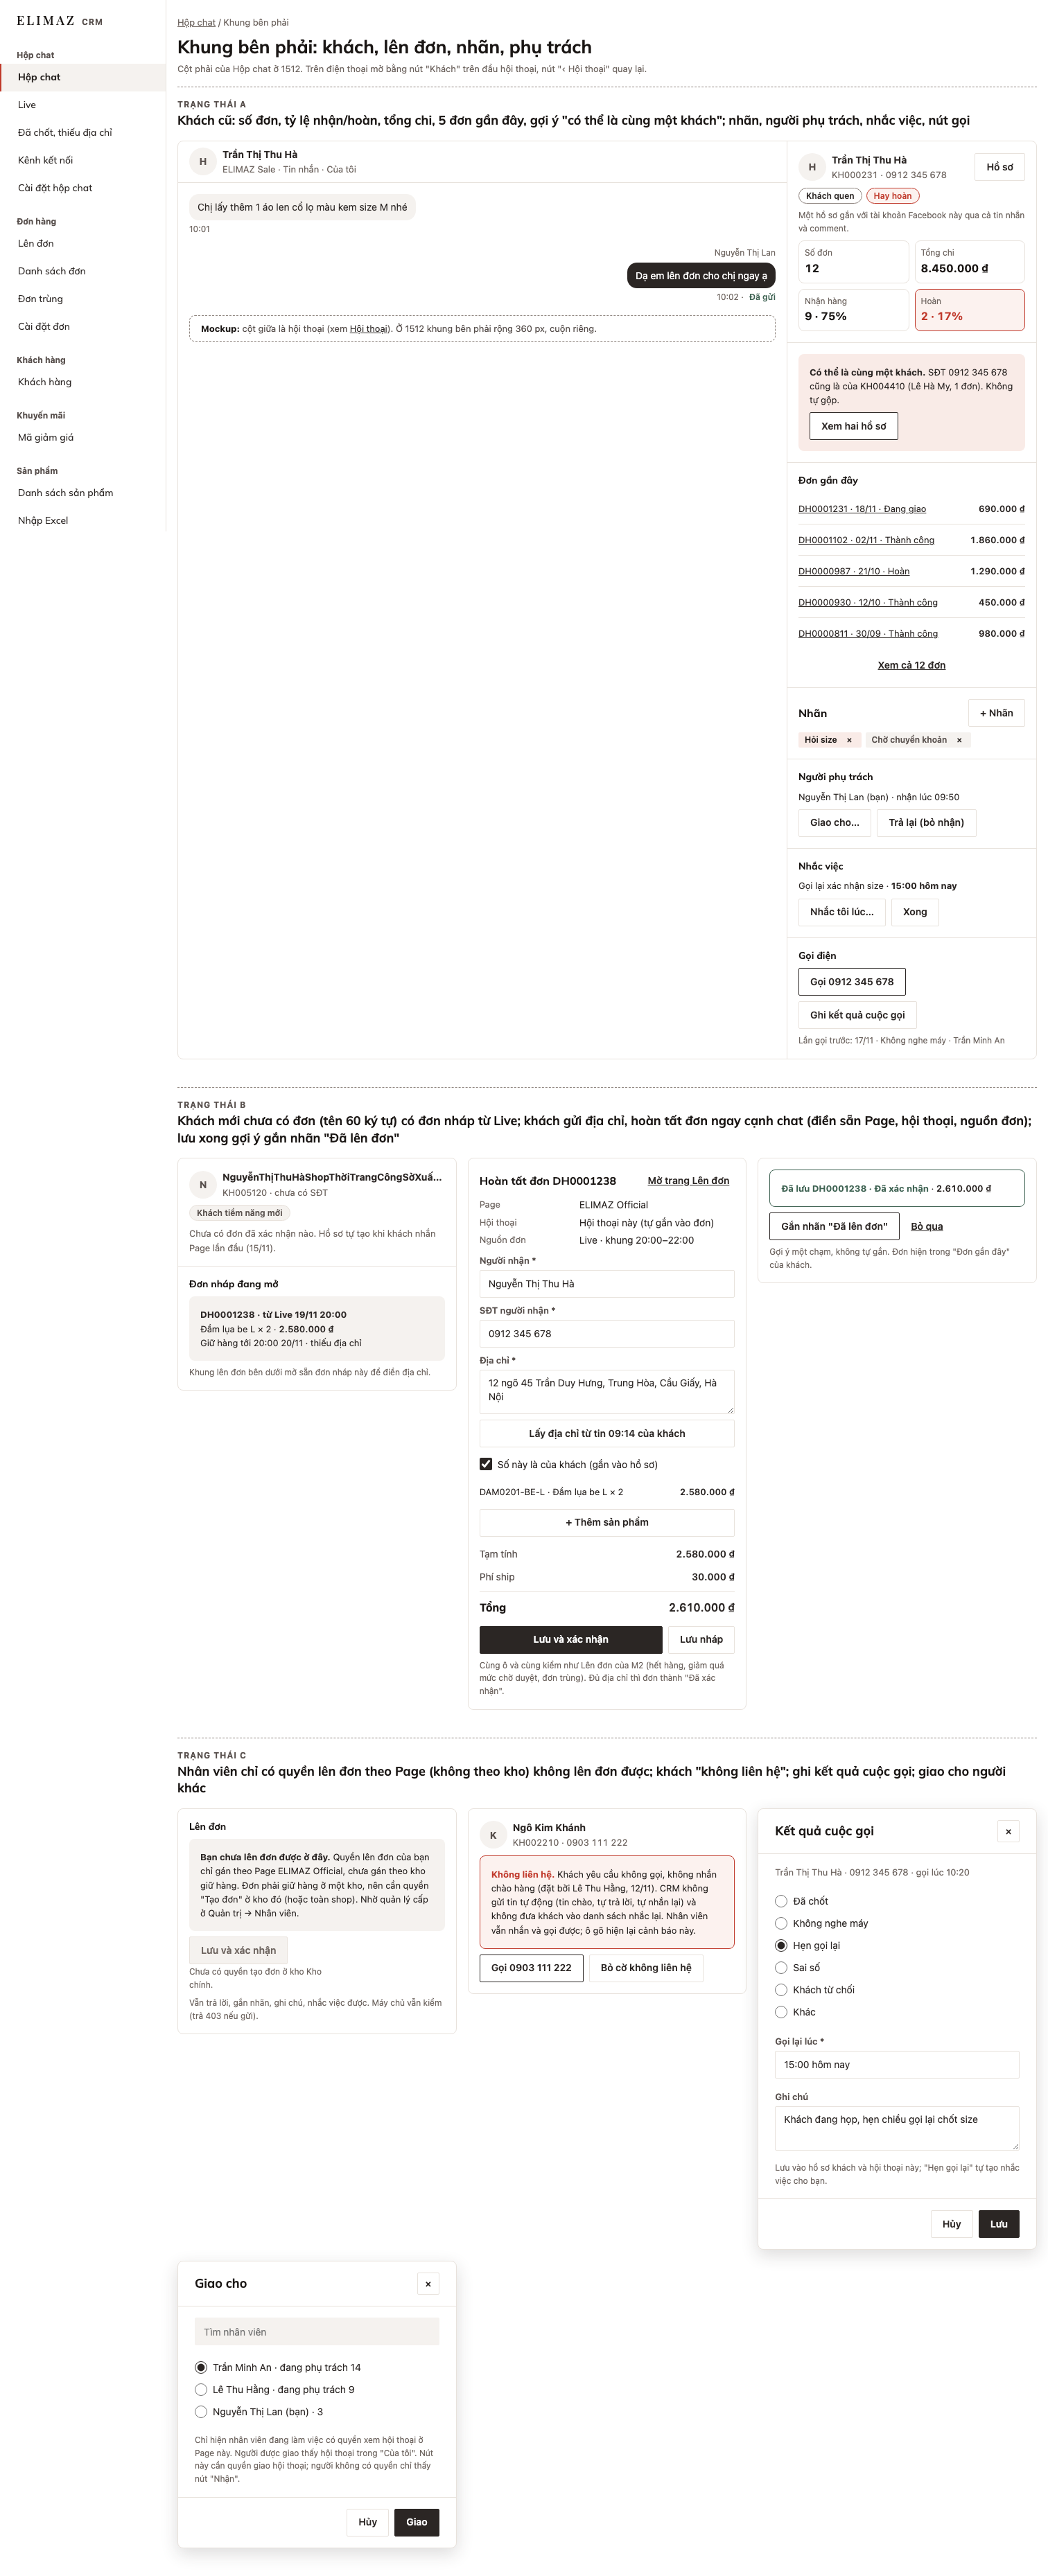 ELIMAZ CRM
Hộp chat
Hộp chat
Live
Đã chốt, thiếu địa chỉ
Kênh kết nối
Cài đặt hộp chat
Đơn hàng
Lên đơn
Danh sách đơn
Đơn trùng
Cài đặt đơn
Khách hàng
Khách hàng
Khuyến mãi
Mã giảm giá
Sản phẩm
Danh sách sản phẩm
Nhập Excel
Hộp chat / Khung bên phải
Khung bên phải: khách, lên đơn, nhãn, phụ trách
Cột phải của Hộp chat ở 1512. Trên điện thoại mở bằng nút "Khách" trên đầu hội thoại, nút "‹ Hội thoại" quay lại.
TRẠNG THÁI A
Khách cũ: số đơn, tỷ lệ nhận/hoàn, tổng chi, 5 đơn gần đây, gợi ý "có thể là cùng một khách"; nhãn, người phụ trách, nhắc việc, nút gọi
H
Trần Thị Thu Hà
ELIMAZ Sale · Tin nhắn · Của tôi
Chị lấy thêm 1 áo len cổ lọ màu kem size M nhé
10:01
Nguyễn Thị Lan
Dạ em lên đơn cho chị ngay ạ
10:02 · Đã gửi
Mockup: cột giữa là hội thoại (xem Hội thoại). Ở 1512 khung bên phải rộng 360 px, cuộn riêng.
H
Trần Thị Thu Hà
KH000231 · 0912 345 678
Hồ sơ
Khách quen
Hay hoàn
Một hồ sơ gắn với tài khoản Facebook này qua cả tin nhắn
và comment.
Số đơn
12
Tổng chi
8.450.000 ₫
Nhận hàng
9 · 75%
Hoàn
2 · 17%
Có thể là cùng một khách. SĐT 0912 345 678
cũng là của KH004410 (Lê Hà My, 1 đơn). Không
tự gộp.
Xem hai hồ sơ
Đơn gần đây
DH0001231 · 18/11 · Đang giao 690.000 ₫
DH0001102 · 02/11 · Thành công 1.860.000 ₫
DH0000987 · 21/10 · Hoàn 1.290.000 ₫
DH0000930 · 12/10 · Thành công 450.000 ₫
DH0000811 · 30/09 · Thành công 980.000 ₫
Xem cả 12 đơn
Nhãn
+ Nhãn
Hỏi size ×
Chờ chuyển khoản ×
Người phụ trách
Nguyễn Thị Lan (bạn) · nhận lúc 09:50
Giao cho...
Trả lại (bỏ nhận)
Nhắc việc
Gọi lại xác nhận size · 15:00 hôm nay
Nhắc tôi lúc...
Xong
Gọi điện
Gọi 0912 345 678
Ghi kết quả cuộc gọi
Lần gọi trước: 17/11 · Không nghe máy · Trần Minh An
TRẠNG THÁI B
Khách mới chưa có đơn (tên 60 ký tự) có đơn nháp từ Live; khách gửi địa chỉ, hoàn tất đơn ngay cạnh chat (điền sẵn Page, hội thoại, nguồn đơn);
lưu xong gợi ý gắn nhãn "Đã lên đơn"
N
NguyễnThịThuHàShopThờiTrangCôngSởXuấ...
KH005120 · chưa có SĐT
Khách tiềm năng mới
Chưa có đơn đã xác nhận nào. Hồ sơ tự tạo khi khách nhắn
Page lần đầu (15/11).
Đơn nháp đang mở
DH0001238 · từ Live 19/11 20:00
Đầm lụa be L × 2 · 2.580.000 ₫
Giữ hàng tới 20:00 20/11 · thiếu địa chỉ
Khung lên đơn bên dưới mở sẵn đơn nháp này để điền địa chỉ.
Hoàn tất đơn DH0001238
Mở trang Lên đơn
Page ELIMAZ Official
Hội thoại Hội thoại này (tự gắn vào đơn)
Nguồn đơn Live · khung 20:00–22:00
Người nhận *
Nguyễn Thị Thu Hà
SĐT người nhận *
0912 345 678
Địa chỉ *
12 ngõ 45 Trần Duy Hưng, Trung Hòa, Cầu Giấy, Hà
Nội
Lấy địa chỉ từ tin 09:14 của khách
Số này là của khách (gắn vào hồ sơ)
DAM0201-BE-L · Đầm lụa be L × 2 2.580.000 ₫
+ Thêm sản phẩm
Tạm tính 2.580.000 ₫
Phí ship 30.000 ₫
Tổng 2.610.000 ₫
Lưu và xác nhận
Lưu nháp
Cùng ô và cùng kiểm như Lên đơn của M2 (hết hàng, giảm quá
mức chờ duyệt, đơn trùng). Đủ địa chỉ thì đơn thành "Đã xác
nhận".
Đã lưu DH0001238 · Đã xác nhận · 2.610.000 ₫
Gắn nhãn "Đã lên đơn"
Bỏ qua
Gợi ý một chạm, không tự gắn. Đơn hiện trong "Đơn gần đây"
của khách.
TRẠNG THÁI C
Nhân viên chỉ có quyền lên đơn theo Page (không theo kho) không lên đơn được; khách "không liên hệ"; ghi kết quả cuộc gọi; giao cho người
khác
Lên đơn
Bạn chưa lên đơn được ở đây. Quyền lên đơn của bạn
chỉ gán theo Page ELIMAZ Official, chưa gán theo kho
giữ hàng. Đơn phải giữ hàng ở một kho, nên cần quyền
"Tạo đơn" ở kho đó (hoặc toàn shop). Nhờ quản lý cấp
ở Quản trị → Nhân viên.
Lưu và xác nhận
Chưa có quyền tạo đơn ở kho Kho
chính.
Vẫn trả lời, gắn nhãn, ghi chú, nhắc việc được. Máy chủ vẫn kiểm
(trả 403 nếu gửi).
K
Ngô Kim Khánh
KH002210 · 0903 111 222
Không liên hệ. Khách yêu cầu không gọi, không nhắn
chào hàng (đặt bởi Lê Thu Hằng, 12/11). CRM không
gửi tin tự động (tin chào, tự trả lời, tự nhắn lại) và
không đưa khách vào danh sách nhắc lại. Nhân viên
vẫn nhắn và gọi được; ô gõ hiện lại cảnh báo này.
Gọi 0903 111 222
Bỏ cờ không liên hệ
Kết quả cuộc gọi
×
Trần Thị Thu Hà · 0912 345 678 · gọi lúc 10:20
Đã chốt
Không nghe máy
Hẹn gọi lại
Sai số
Khách từ chối
Khác
Gọi lại lúc *
15:00 hôm nay
Ghi chú
Khách đang họp, hẹn chiều gọi lại chốt size
Lưu vào hồ sơ khách và hội thoại này; "Hẹn gọi lại" tự tạo nhắc
việc cho bạn.
Hủy
Lưu
Giao cho
×
Tìm nhân viên
Trần Minh An · đang phụ trách 14
Lê Thu Hằng · đang phụ trách 9
Nguyễn Thị Lan (bạn) · 3
Chỉ hiện nhân viên đang làm việc có quyền xem hội thoại ở
Page này. Người được giao thấy hội thoại trong "Của tôi". Nút
này cần quyền giao hội thoại; người không có quyền chỉ thấy
nút "Nhận".
Hủy
Giao